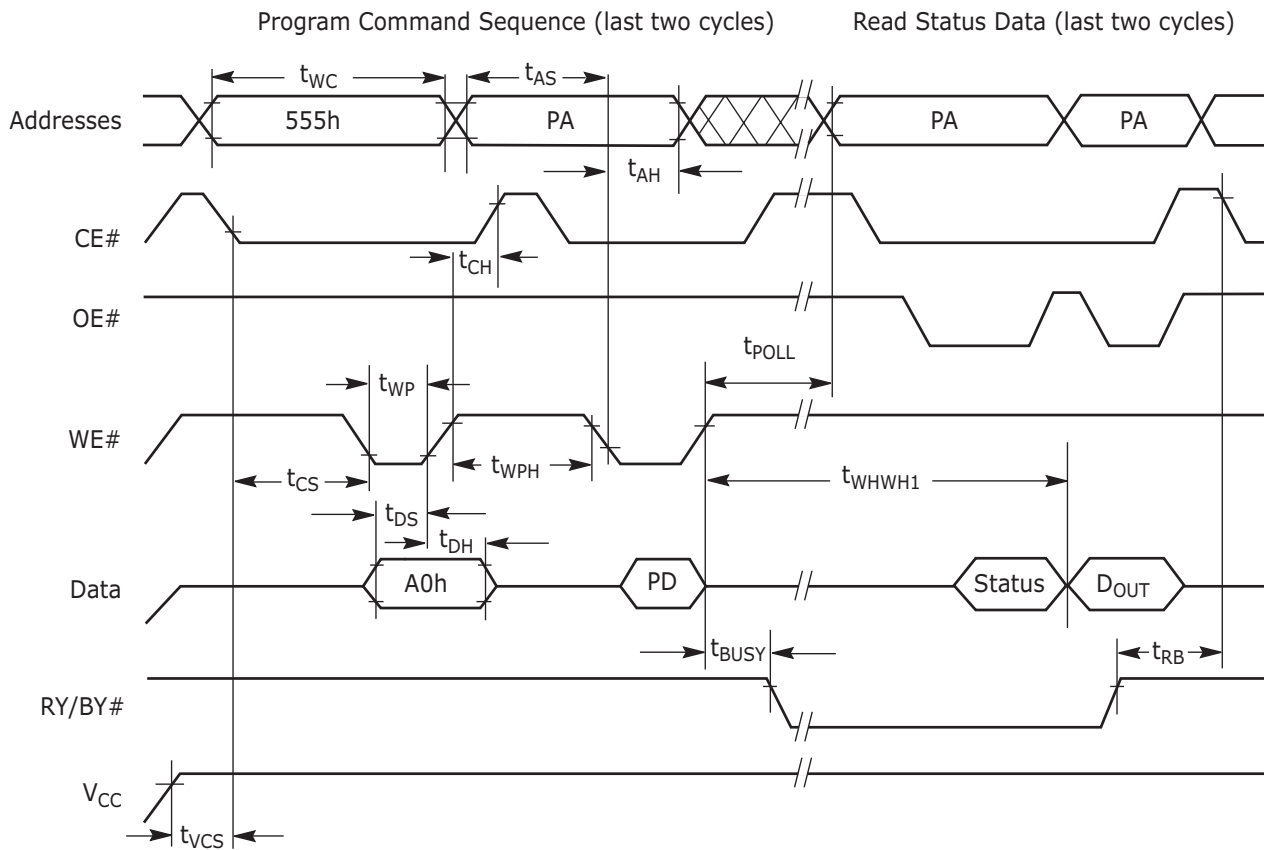 Program Command Sequence (last two cycles)
Read Status Data (last two cycles)
tWC
tAS
Addresses
555h
PA
PA
PA
tAH
CE#
tCH
OE#
tPOLL
tWP
WE#
tCS
tWPH
tWHWH1
tDS
tDH
Data
A0h
PD
Status
DOUT
tBUSY
tRB
RY/BY#
VCC
tVCS